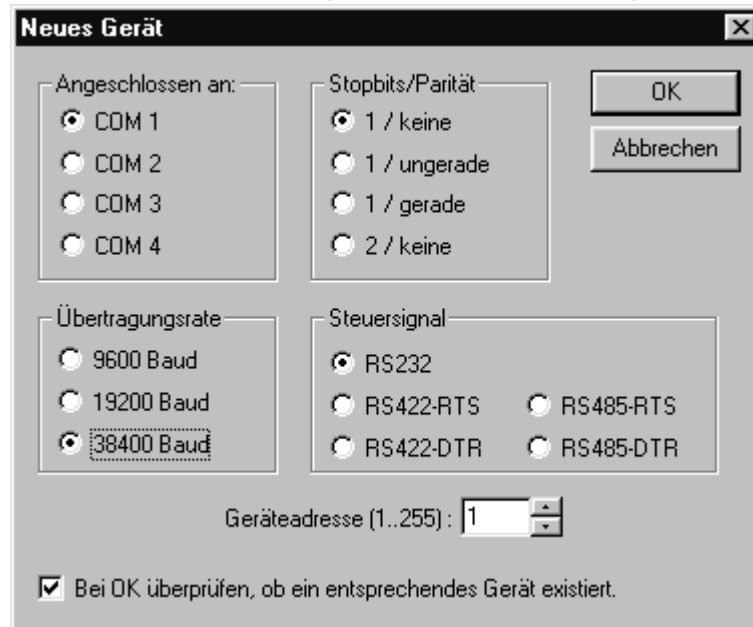 Neues Gerät
Angeschlossen an:
COM 1
COM 2
COM 3
COM 4
Stopbits/Parität
1 / keine
1 / ungerade
1 / gerade
2 / keine
OK
Abbrechen
Übertragungsrate
9600 Baud
19200 Baud
38400 Baud
Steuersignal
RS232
RS422-RTS
RS485-RTS
RS422-DTR
RS485-DTR
Geräteadresse (1..255) : 1
Bei OK überprüfen, ob ein entsprechendes Gerät existiert.